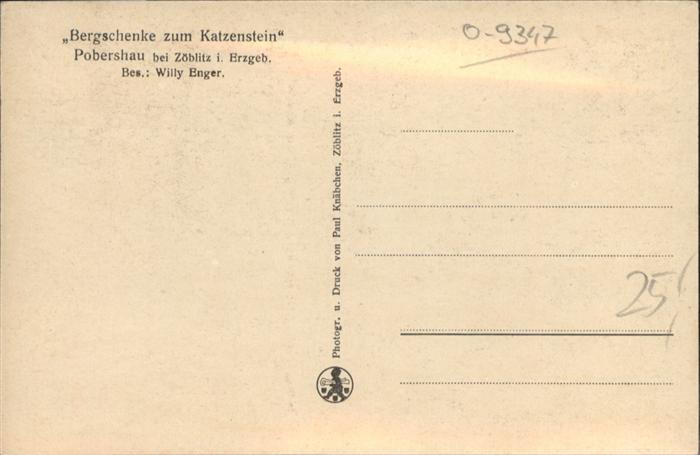 „Bergschenke zum Katzenstein“
Pobershau bei Zöblitz i. Erzgeb.
Bes.: Willy Enger.
O-9347
Photogr. u. Druck von Paul Knäbchen, Zöblitz i. Erzgeb.
25